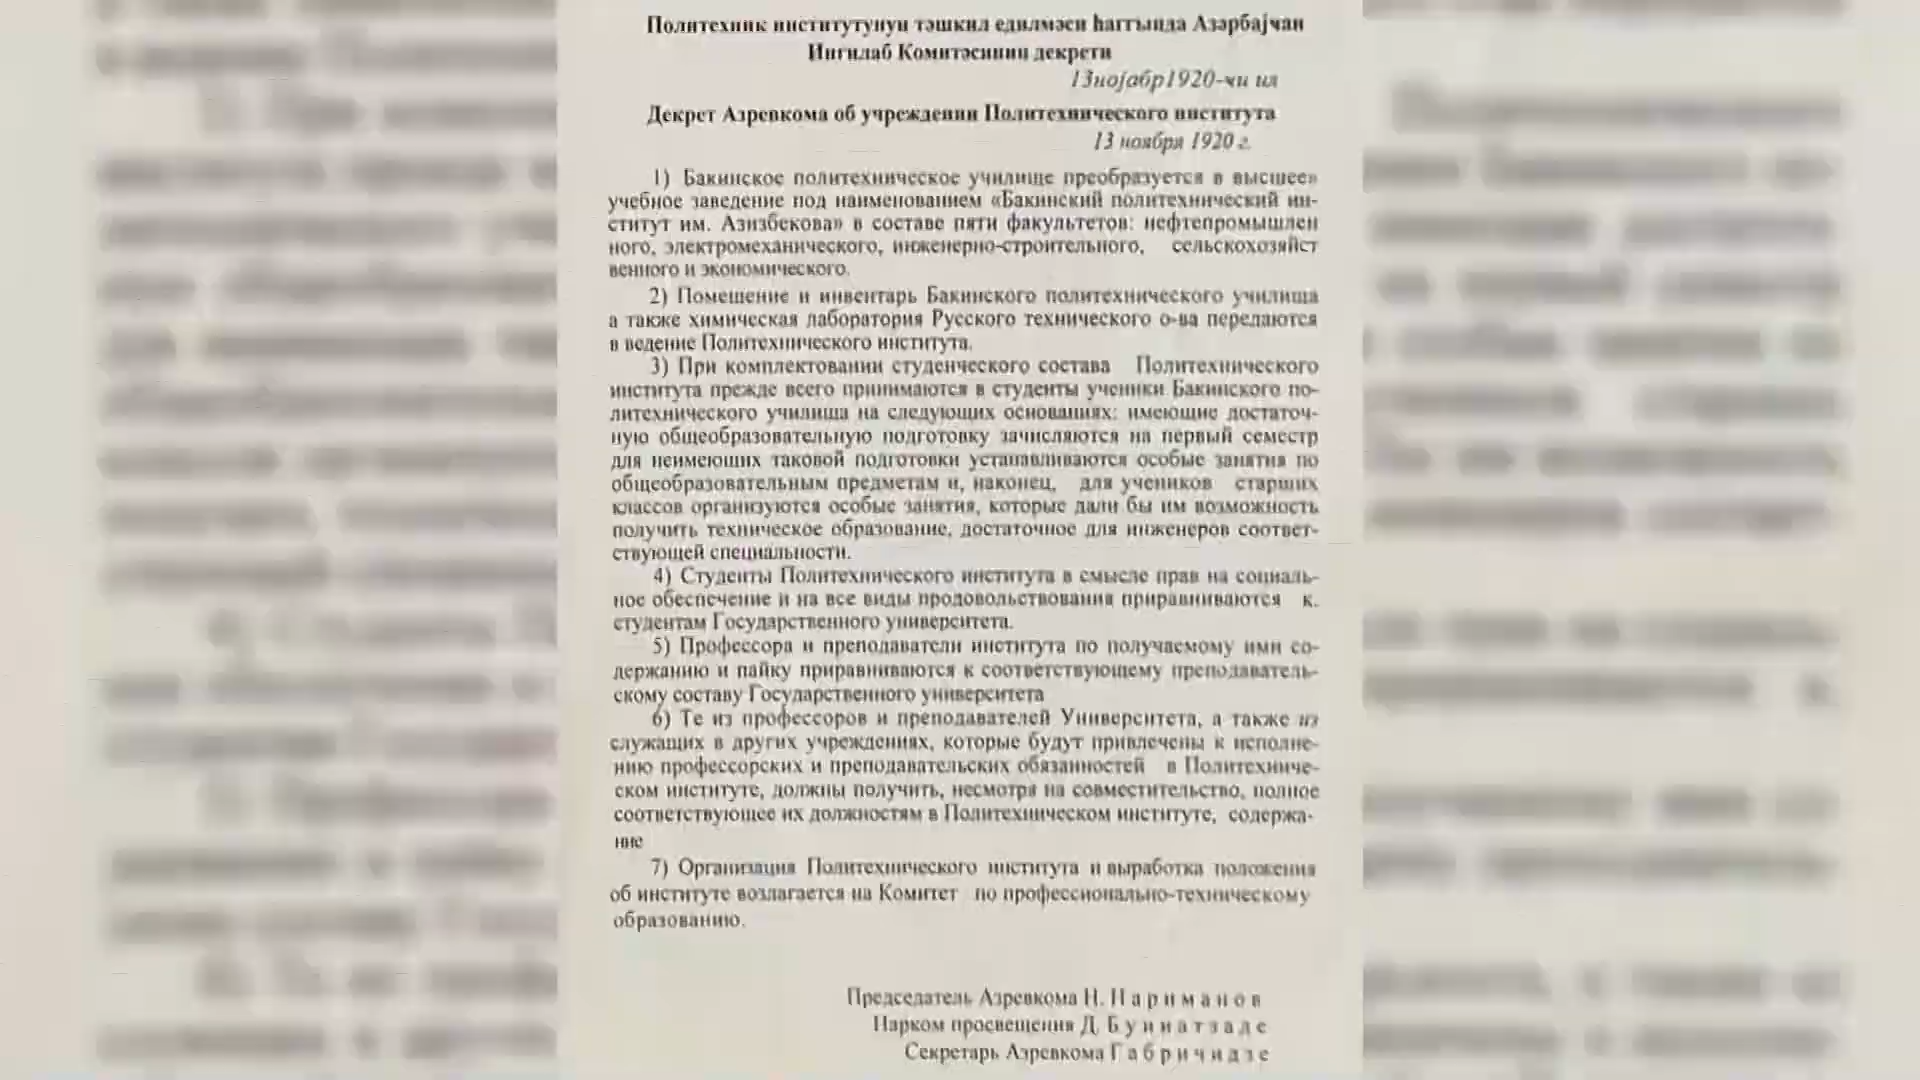 Политехник институтунун тәшкил едилмәси һаггында Азәрбајҹан
Ингилаб Комитәсинин декрети
13нојабр1920-ҹи ил
Декрет Азревкома об учреждении Политехнического института
13 ноября 1920 г.
1) Бакинское политехническое училище преобразуется в высшее»
учебное заведение под наименованием «Бакинский политехнический ин-
ститут им. Азизбекова» в составе пяти факультетов: нефтепромышлен
ного, электромеханического, инженерно-строительного, сельскохозяйст
венного и экономического.
2) Помещение и инвентарь Бакинского политехнического училища
а также химическая лаборатория Русского технического о-ва передаются
в ведение Политехнического института.
3) При комплектовании студенческого состава Политехнического
института прежде всего принимаются в студенты ученики Бакинского по-
литехнического училища на следующих основаниях: имеющие достаточ-
ную общеобразовательную подготовку зачисляются на первый семестр
для неимеющих таковой подготовки устанавливаются особые занятия по
общеобразовательным предметам и, наконец, для учеников старших
классов организуются особые занятия, которые дали бы им возможность
получить техническое образование, достаточное для инженеров соответ-
ствующей специальности.
4) Студенты Политехнического института в смысле прав на социаль-
ное обеспечение и на все виды продовольствования приравниваются к.
студентам Государственного университета.
5) Профессора и преподаватели института по получаемому ими со-
держанию и пайку приравниваются к соответствующему преподаватель-
скому составу Государственного университета
6) Те из профессоров и преподавателей Университета, а также из
служащих в других учреждениях, которые будут привлечены к исполне-
нию профессорских и преподавательских обязанностей в Политехниче-
ском институте, должны получить, несмотря на совместительство, полное
соответствующее их должностям в Политехническом институте, содержа-
ние
7) Организация Политехнического института и выработка положения
об институте возлагается на Комитет по профессионально-техническому
образованию.
Председатель Азревкома Н. Нариманов
Нарком просвещения Д. Буниатзаде
Секретарь Азревкома Габричидзе